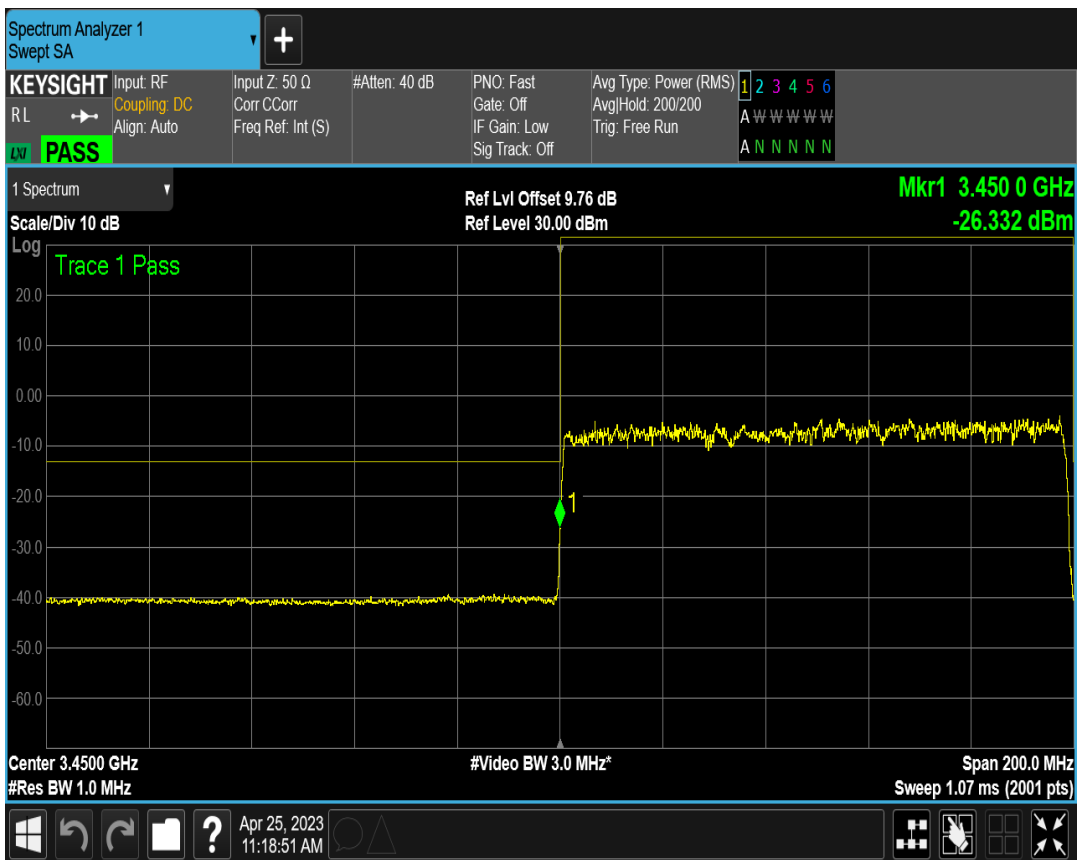 Spectrum Analyzer 1
Swept SA
+
KEYSIGHT
R L
LXI
PASS
Input: RF
Coupling: DC
Align: Auto
Input Z: 50 Ω
Corr CCorr
Freq Ref: Int (S)
#Atten: 40 dB
PNO: Fast
Gate: Off
IF Gain: Low
Sig Track: Off
Avg Type: Power (RMS)
Avg|Hold: 200/200
Trig: Free Run
1 2 3 4 5 6
A W W W W W
A N N N N N
1 Spectrum
Scale/Div 10 dB
Ref Lvl Offset 9.76 dB
Ref Level 30.00 dBm
Mkr1 3.450 0 GHz
-26.332 dBm
Log
Trace 1 Pass
20.0
10.0
0.00
-10.0
-20.0
1
-30.0
-40.0
-50.0
-60.0
Center 3.4500 GHz
#Video BW 3.0 MHz*
Span 200.0 MHz
#Res BW 1.0 MHz
Sweep 1.07 ms (2001 pts)
?
Apr 25, 2023
11:18:51 AM